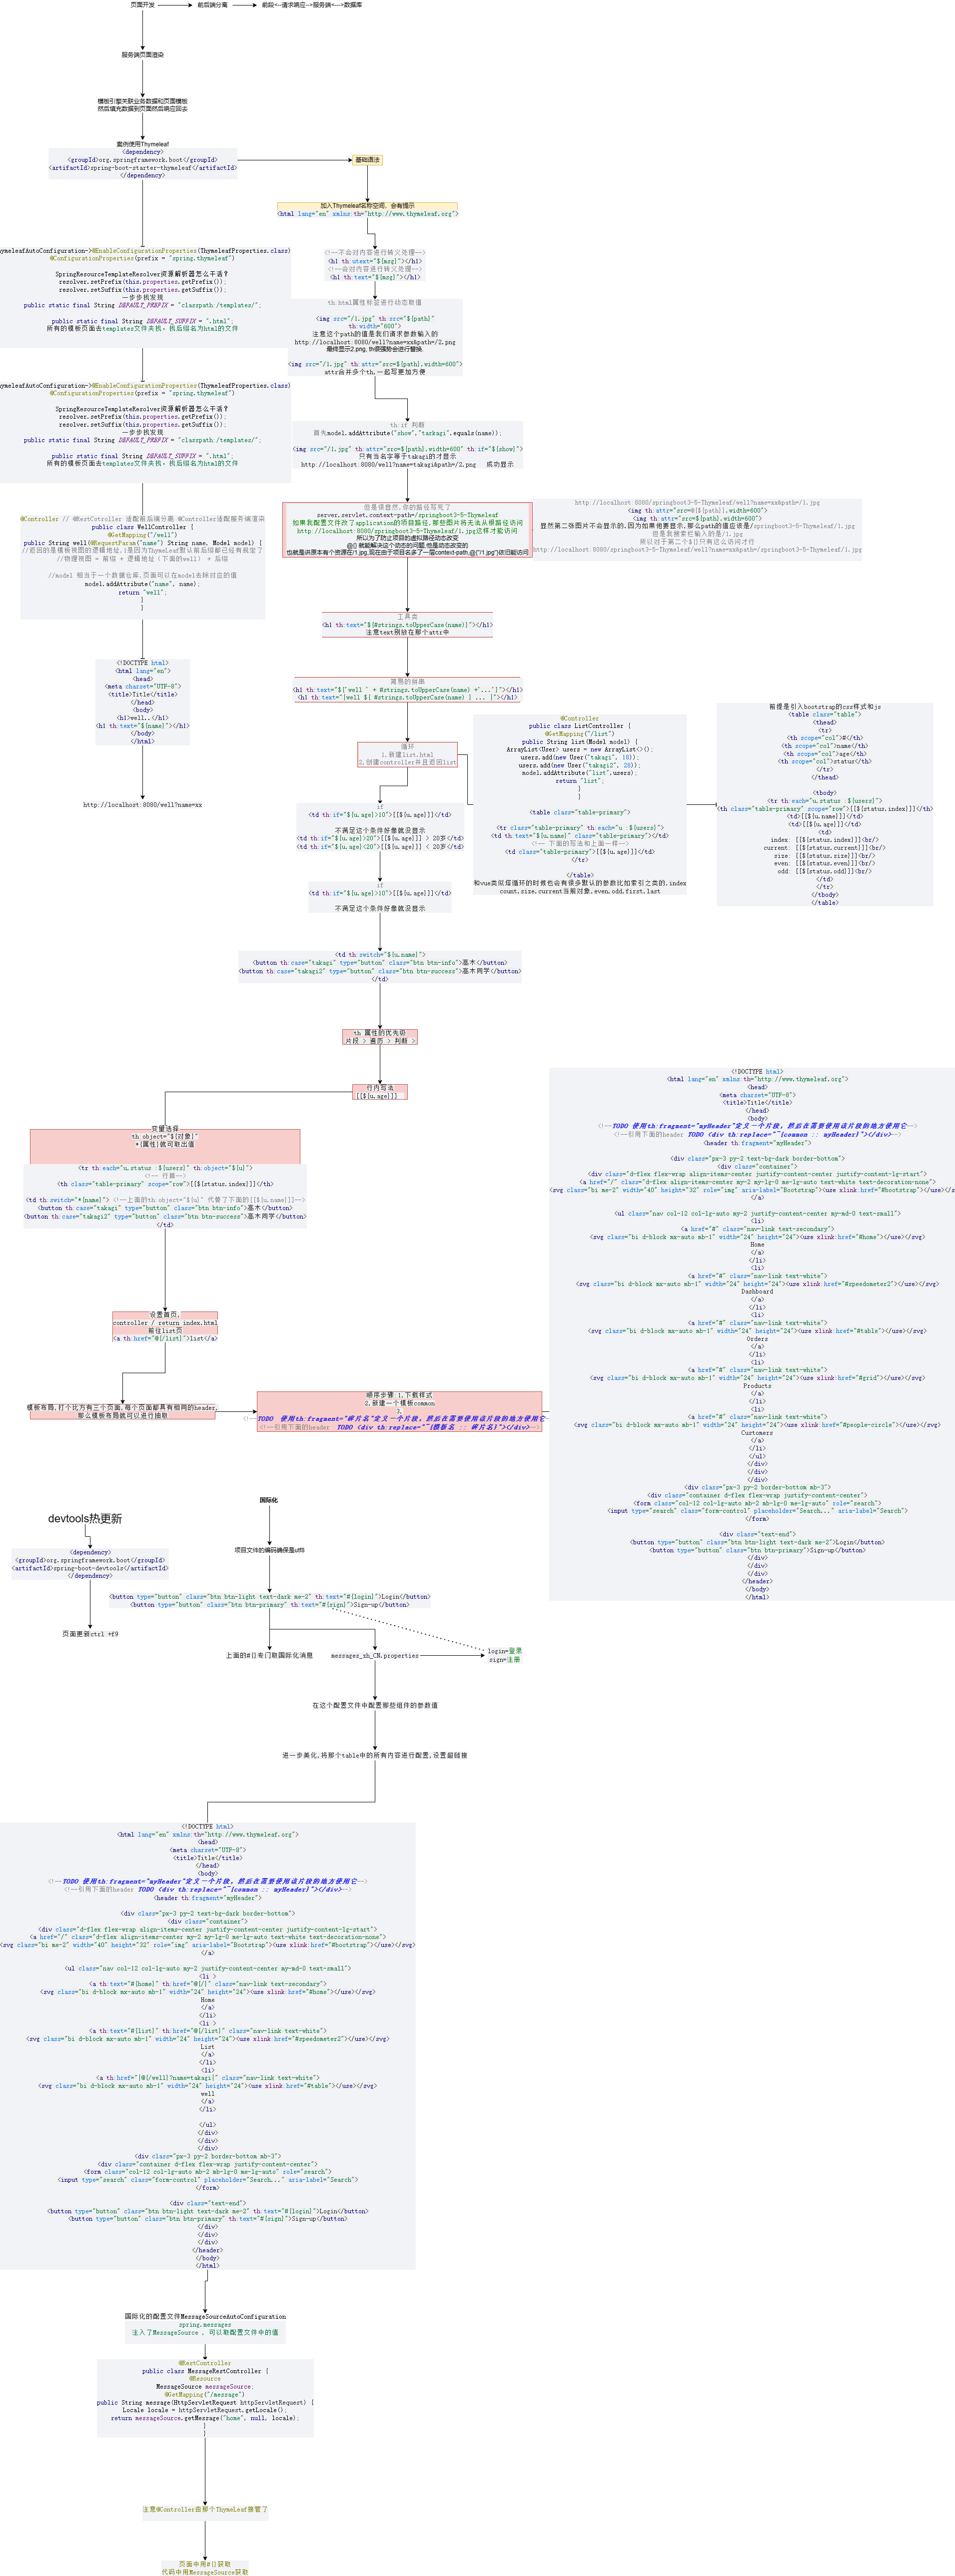 页面开发
前后端分离
前段<--请求响应-->服务端<--->数据库
服务端页面渲染
模板引擎关联业务数据和页面模板
然后填充数据到页面然后响应回去
案例使用Thymeleaf
<dependency>
<groupId>org.springframework.boot</groupId>
<artifactId>spring-boot-starter-thymeleaf</artifactId>
</dependency>
基础语法
加入Thymeleaf名称空间，会有提示
<html lang="en" xmlns:th="http://www.thymeleaf.org">
ymeleafAutoConfiguration->@EnableConfigurationProperties(ThymeleafProperties.class)
@ConfigurationProperties(prefix = "spring.thymeleaf")
SpringResourceTemplateResolver资源解析器怎么干活？
resolver.setPrefix(this.properties.getPrefix());
resolver.setSuffix(this.properties.getSuffix());
一步步找发现
public static final String DEFAULT_PREFIX = "classpath:/templates/";
public static final String DEFAULT_SUFFIX = ".html";
所有的模板页面去templates文件夹找，找后缀名为html的文件
<!--不会对内容进行转义处理-->
<h1 th:utext="${msg}"></h1>
<!--会对内容进行转义处理-->
<h1 th:text="${msg}"></h1>
th:html属性标签进行动态取值
<img src="/1.jpg" th:src="${path}"
th:width="600">
注意这个path的值是我们请求参数输入的
http://localhost:8080/well?name=xx&path=/2.png
最终显示2.png, th很强势会进行替换
<img src="/1.jpg" th:attr="src=${path},width=600">
attr合并多个th,一起写更加方便
ymeleafAutoConfiguration->@EnableConfigurationProperties(ThymeleafProperties.class)
@ConfigurationProperties(prefix = "spring.thymeleaf")
SpringResourceTemplateResolver资源解析器怎么干活？
resolver.setPrefix(this.properties.getPrefix());
resolver.setSuffix(this.properties.getSuffix());
一步步找发现
public static final String DEFAULT_PREFIX = "classpath:/templates/";
public static final String DEFAULT_SUFFIX = ".html";
所有的模板页面去templates文件夹找，找后缀名为html的文件
th:if 判断
首先model.addAttribute("show","tarkagi".equals(name));
<img src="/1.jpg" th:attr="src=${path},width=600" th:if="${show}">
只有当名字等于takagi的才显示
http://localhost:8080/well?name=takagi&path=/2.png 成功显示
但是很显然,你的路径写死了
server.servlet.context-path=/springboot3-5-Thymeleaf
如果我配置文件改了application的项目路径,那些图片将无法从根路径访问
http://localhost:8080/springboot3-5-Thymeleaf/1.jpg这样才能访问
所以为了防止项目的虚拟路径动态改变
@{} 就能解决这个动态的问题,他是动态改变的
也就是说原本有个资源在/1.jpg,现在由于项目名多了一层context-path,@{"/1.jpg"}依旧能访问
http://localhost:8080/springboot3-5-Thymeleaf/well?name=xx&path=/1.jpg
<img th:attr="src=@{${path}},width=600">
<img th:attr="src=${path},width=600">
显然第二张图片不会显示的.因为如果他要显示,那么path的值应该是/springboot3-5-Thymeleaf/1.jpg
但是我搜索栏输入的是/1.jpg
所以对于第二个${}只有这么访问才行
http://localhost:8080/springboot3-5-Thymeleaf/well?name=xx&path=/springboot3-5-Thymeleaf/1.jpg
@Controller // @RestCotroller 适配前后端分离 @Controller适配服务端渲染
public class WellController {
@GetMapping("/well")
public String well(@RequestParam("name") String name, Model model) {
//返回的是模板视图的逻辑地址,i是因为ThymeLeaf默认前后缀都已经有规定了
//物理视图 = 前缀 + 逻辑地址（下面的well） + 后缀
//model 相当于一个数据仓库,页面可以在model去除对应的值
model.addAttribute("name", name);
return "well";
}
}
工具类
<h1 th:text="${#strings.toUpperCase(name)}"></h1>
注意text别放在那个attr中
<!DOCTYPE html>
<html lang="en">
<head>
<meta charset="UTF-8">
<title>Title</title>
</head>
<body>
<h1>well..</h1>
<h1 th:text="${name}"></h1>
</body>
</html>
http://localhost:8080/well?name=xx
简易的拼串
<h1 th:text="${'well ' + #strings.toUpperCase(name) +'...'}"></h1>
<h1 th:text="|well ${ #strings.toUpperCase(name) } ... |"></h1>
循环
1,新建list.html
2,创建controller并且返回list
@Controller
public class ListController {
@GetMapping("/list")
public String list(Model model) {
ArrayList<User> users = new ArrayList<>();
users.add(new User("takagi", 18));
users.add(new User("takagi2", 28));
model.addAttribute("list",users);
return "list";
}
}
<table class="table-primary">
<tr class="table-primary" th:each="u :${users}">
<td th:text="${u.name}" class="table-primary"></td>
<!-- 下面的写法和上面一样-->
<td class="table-primary">[[${u.age}]]</td>
</tr>
</table>
和vue类似嗒循环的时候也会有很多默认的参数比如索引之类的,index
count,size,current当前对象,even,odd,first,last
前提是引入bootstrap的css样式和js
<table class="table">
<thead>
<tr>
<th scope="col">#</th>
<th scope="col">name</th>
<th scope="col">age</th>
<th scope="col">status</th>
</tr>
</thead>
<tbody>
<tr th:each="u,status :${users}">
<th class="table-primary" scope="row">[[${status.index}]]</th>
<td>[[${u.name}]]</td>
<td>[[${u.age}]]</td>
<td>
index: [[${status.index}]]<br/>
current: [[${status.current}]]<br/>
size: [[${status.size}]]<br/>
even: [[${status.even}]]<br/>
odd: [[${status.odd}]]<br/>
</td>
</tr>
</tbody>
</table>
if
<td th:if="${u.age}>10">[[${u.age}]]</td>
不满足这个条件好像就没显示
<td th:if="${u.age}>20">[[${u.age}]] > 20岁</td>
<td th:if="${u.age}<20">[[${u.age}]] < 20岁</td>
if
<td th:if="${u.age}>10">[[${u.age}]]</td>
不满足这个条件好像就没显示
<td th:switch="${u.name}">
<button th:case="takagi" type="button" class="btn btn-info">高木</button>
<button th:case="takagi2" type="button" class="btn btn-success">高木同学</button>
</td>
th 属性的优先级
片段 > 遍历 > 判断 >
行内写法
[[${u.age}]]
变量选择
th:object="${对象}"
*{属性}就可取出值
<tr th:each="u,status :${users}" th:object="${u}">
<!-- 行篇-->
<th class="table-primary" scope="row">[[${status.index}]]</th>
<td th:switch="*{name}"> <!--上面的th:object="${u}" 代替了下面的[[${u.name}]]-->
<button th:case="takagi" type="button" class="btn btn-info">高木</button>
<button th:case="takagi2" type="button" class="btn btn-success">高木同学</button>
</td>
设置首页,
controller / return index.html
前往list页
<a th:href="@{/list}">list</a>
模板布局,打个比方有三个页面,每个页面都具有相同的header,
那么模板布局就可以进行抽取
顺序步骤:1,下载样式
2,新建一个模板common
3,
<!--TODO 使用th:fragment="碎片名"定义一个片段，然后在需要使用该片段的地方使用它-
<!--引用下面的header TODO <div th:replace="~{模板名 :: 碎片名}"></div>-->
<!DOCTYPE html>
<html lang="en" xmlns:th="http://www.thymeleaf.org">
<head>
<meta charset="UTF-8">
<title>Title</title>
</head>
<body>
<!--TODO 使用th:fragment="myHeader"定义一个片段，然后在需要使用该片段的地方使用它-->
<!--引用下面的header TODO <div th:replace="~{common :: myHeader}"></div>-->
<header th:fragment="myHeader">
<div class="px-3 py-2 text-bg-dark border-bottom">
<div class="container">
<div class="d-flex flex-wrap align-items-center justify-content-center justify-content-lg-start">
<a href="/" class="d-flex align-items-center my-2 my-lg-0 me-lg-auto text-white text-decoration-none">
<svg class="bi me-2" width="40" height="32" role="img" aria-label="Bootstrap"><use xlink:href="#bootstrap"></use></s
</a>
<ul class="nav col-12 col-lg-auto my-2 justify-content-center my-md-0 text-small">
<li>
<a href="#" class="nav-link text-secondary">
<svg class="bi d-block mx-auto mb-1" width="24" height="24"><use xlink:href="#home"></use></svg>
Home
</a>
</li>
<li>
<a href="#" class="nav-link text-white">
<svg class="bi d-block mx-auto mb-1" width="24" height="24"><use xlink:href="#speedometer2"></use></svg>
Dashboard
</a>
</li>
<li>
<a href="#" class="nav-link text-white">
<svg class="bi d-block mx-auto mb-1" width="24" height="24"><use xlink:href="#table"></use></svg>
Orders
</a>
</li>
<li>
<a href="#" class="nav-link text-white">
<svg class="bi d-block mx-auto mb-1" width="24" height="24"><use xlink:href="#grid"></use></svg>
Products
</a>
</li>
<li>
<a href="#" class="nav-link text-white">
<svg class="bi d-block mx-auto mb-1" width="24" height="24"><use xlink:href="#people-circle"></use></svg>
Customers
</a>
</li>
</ul>
</div>
</div>
</div>
<div class="px-3 py-2 border-bottom mb-3">
<div class="container d-flex flex-wrap justify-content-center">
<form class="col-12 col-lg-auto mb-2 mb-lg-0 me-lg-auto" role="search">
<input type="search" class="form-control" placeholder="Search..." aria-label="Search">
</form>
<div class="text-end">
<button type="button" class="btn btn-light text-dark me-2">Login</button>
<button type="button" class="btn btn-primary">Sign-up</button>
</div>
</div>
</div>
</header>
</body>
</html>
devtools热更新
<dependency>
<groupId>org.springframework.boot</groupId>
<artifactId>spring-boot-devtools</artifactId>
</dependency>
页面更新ctrl +f9
国际化
项目文件的编码确保是utf8
<button type="button" class="btn btn-light text-dark me-2" th:text="#{login}">Login</button>
<button type="button" class="btn btn-primary" th:text="#{sign}">Sign-up</button>
上面的#{}专门取国际化消息
messages_zh_CN.properties
login=登录
sign=注册
在这个配置文件中配置那些组件的参数值
进一步美化,将那个table中的所有内容进行配置,设置超链接
<!DOCTYPE html>
<html lang="en" xmlns:th="http://www.thymeleaf.org">
<head>
<meta charset="UTF-8">
<title>Title</title>
</head>
<body>
<!--TODO 使用th:fragment="myHeader"定义一个片段，然后在需要使用该片段的地方使用它-->
<!--引用下面的header TODO <div th:replace="~{common :: myHeader}"></div>-->
<header th:fragment="myHeader">
<div class="px-3 py-2 text-bg-dark border-bottom">
<div class="container">
<div class="d-flex flex-wrap align-items-center justify-content-center justify-content-lg-start">
<a href="/" class="d-flex align-items-center my-2 my-lg-0 me-lg-auto text-white text-decoration-none">
<svg class="bi me-2" width="40" height="32" role="img" aria-label="Bootstrap"><use xlink:href="#bootstrap"></use></svg>
</a>
<ul class="nav col-12 col-lg-auto my-2 justify-content-center my-md-0 text-small">
<li >
<a th:text="#{home}" th:href="@{/}" class="nav-link text-secondary">
<svg class="bi d-block mx-auto mb-1" width="24" height="24"><use xlink:href="#home"></use></svg>
Home
</a>
</li>
<li >
<a th:text="#{list}" th:href="@{/list}" class="nav-link text-white">
<svg class="bi d-block mx-auto mb-1" width="24" height="24"><use xlink:href="#speedometer2"></use></svg>
List
</a>
</li>
<li>
<a th:href="|@{/well}?name=takagi|" class="nav-link text-white">
<svg class="bi d-block mx-auto mb-1" width="24" height="24"><use xlink:href="#table"></use></svg>
well
</a>
</li>
</ul>
</div>
</div>
</div>
<div class="px-3 py-2 border-bottom mb-3">
<div class="container d-flex flex-wrap justify-content-center">
<form class="col-12 col-lg-auto mb-2 mb-lg-0 me-lg-auto" role="search">
<input type="search" class="form-control" placeholder="Search..." aria-label="Search">
</form>
<div class="text-end">
<button type="button" class="btn btn-light text-dark me-2" th:text="#{login}">Login</button>
<button type="button" class="btn btn-primary" th:text="#{sign}">Sign-up</button>
</div>
</div>
</div>
</header>
</body>
</html>
国际化的配置文件MessageSourceAutoConfiguration
spring.messages
注入了MessageSource , 可以取配置文件中的值
@RestController
public class MessageRestController {
@Resource
MessageSource messageSource;
@GetMapping("/message")
public String message(HttpServletRequest httpServletRequest) {
Locale locale = httpServletRequest.getLocale();
return messageSource.getMessage("home", null, locale);
}
}
注意@Controller由那个ThymeLeaf接管了
页面中用#{}获取
代码中用MessageSource获取